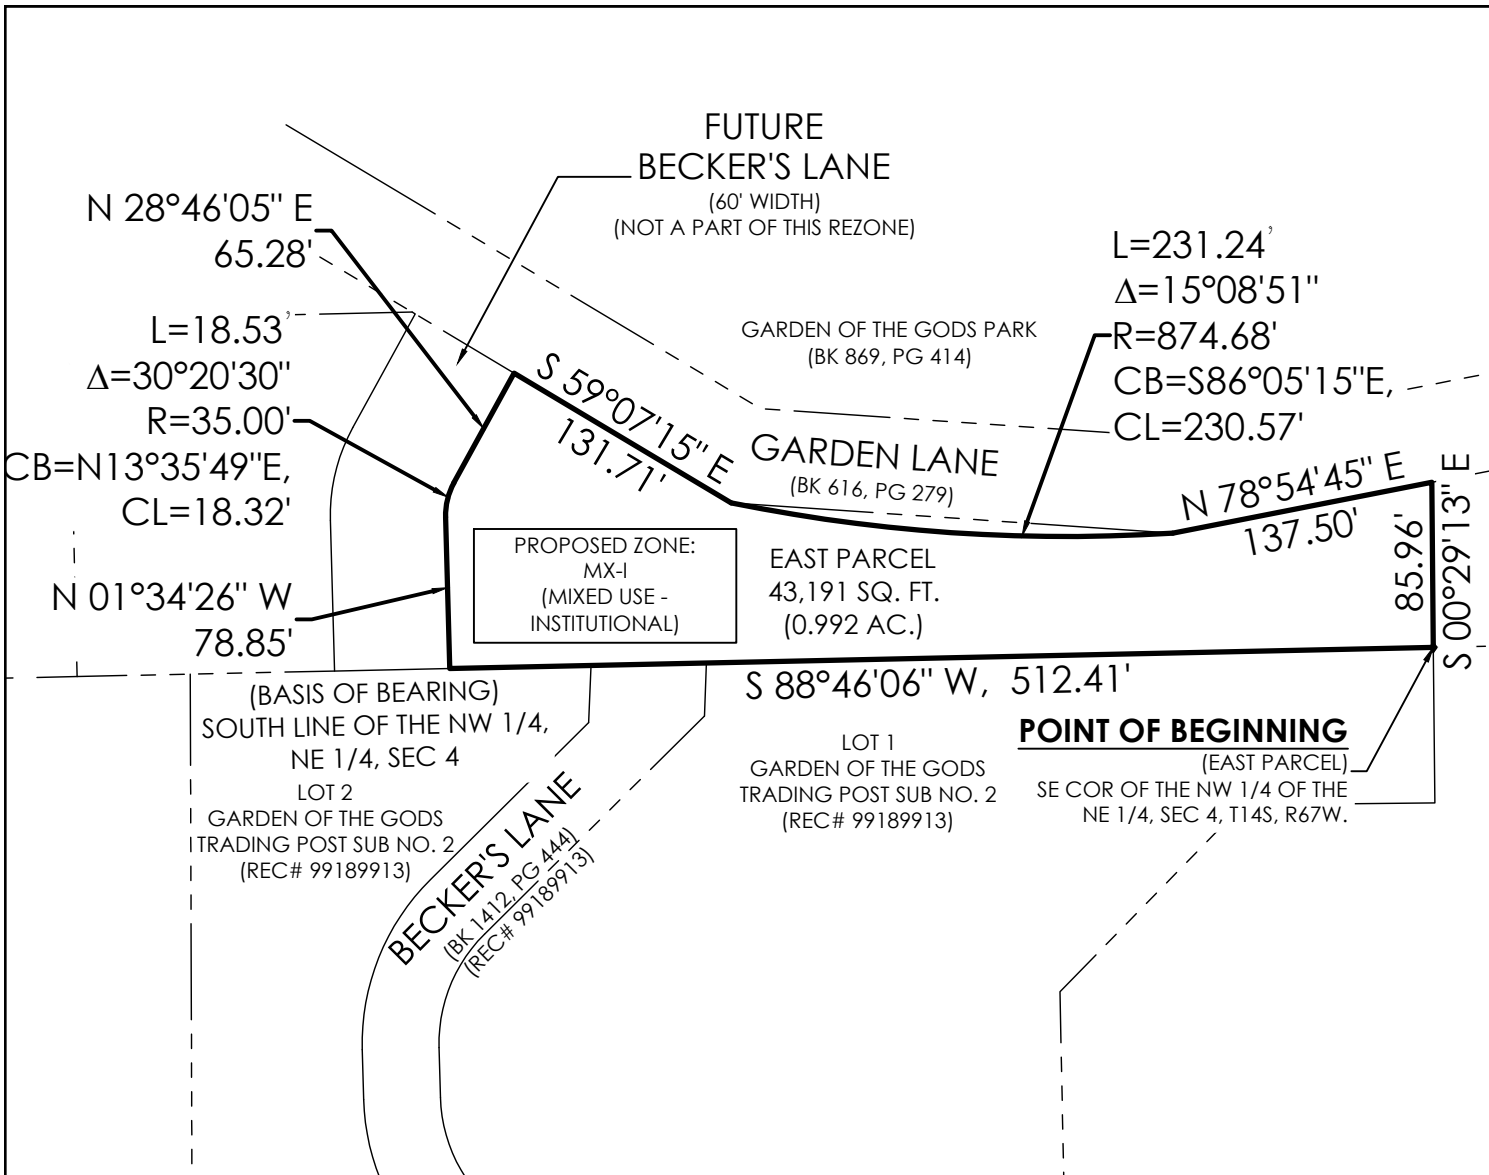 FUTURE
BECKER'S LANE
(60' WIDTH)
(NOT A PART OF THIS REZONE)
N 28°46'05" E
65.28'
L=18.53'
Δ=30°20'30"
R=35.00'
CB=N13°35'49"E,
CL=18.32'
N 01°34'26" W
78.85'
S 59°07'15" E
131.71'
GARDEN OF THE GODS PARK
(BK 869, PG 414)
GARDEN LANE
(BK 616, PG 279)
L=231.24'
Δ=15°08'51"
R=874.68'
CB=S86°05'15"E,
CL=230.57'
N 78°54'45" E
137.50'
85.96'
S 00°29'13" E
PROPOSED ZONE:
MX-I
(MIXED USE -
INSTITUTIONAL)
EAST PARCEL
43,191 SQ. FT.
(0.992 AC.)
S 88°46'06" W, 512.41'
(BASIS OF BEARING)
SOUTH LINE OF THE NW 1/4,
NE 1/4, SEC 4
LOT 2
GARDEN OF THE GODS
TRADING POST SUB NO. 2
(REC# 99189913)
BECKER'S LANE
(BK 1412, PG 444)
(REC# 99189913)
LOT 1
GARDEN OF THE GODS
TRADING POST SUB NO. 2
(REC# 99189913)
POINT OF BEGINNING
(EAST PARCEL)
SE COR OF THE NW 1/4 OF THE
NE 1/4, SEC 4, T14S, R67W.